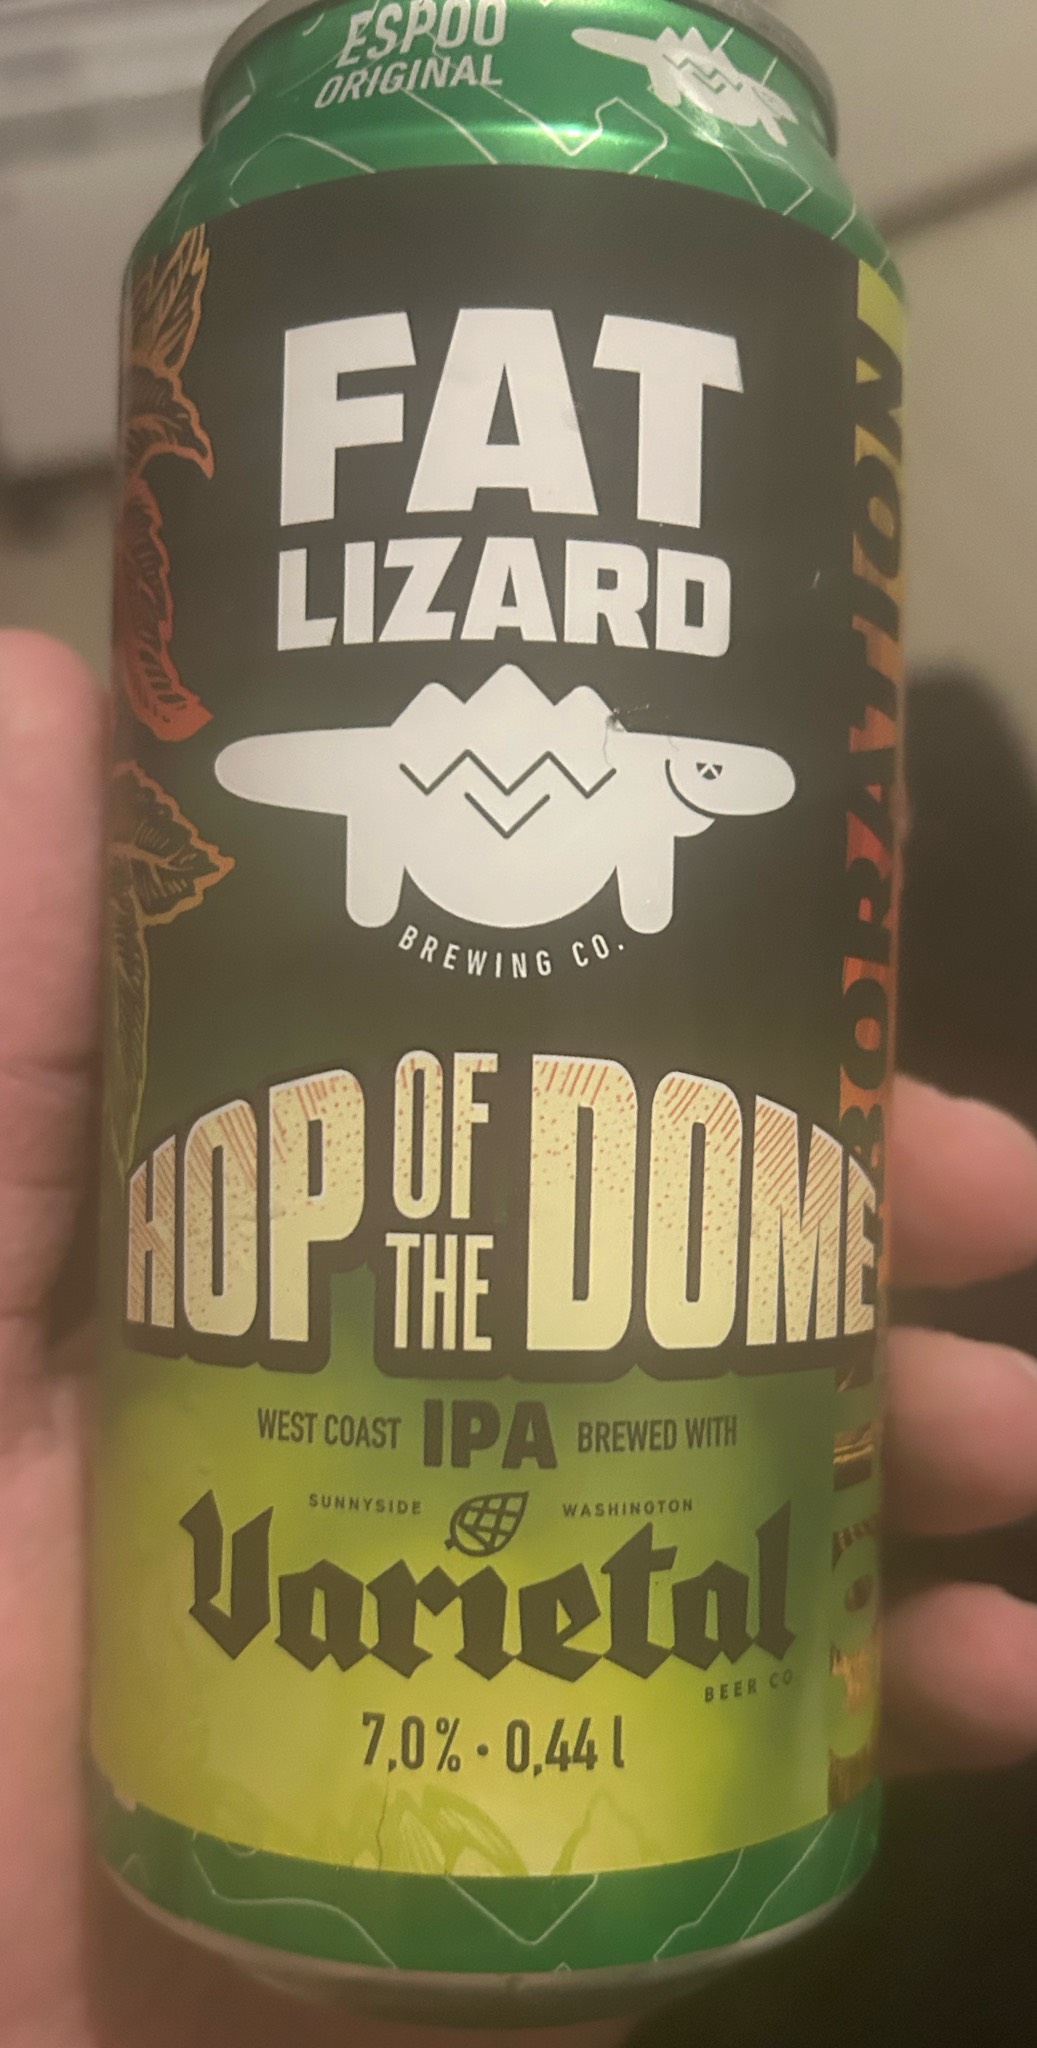 ESPOO
ORIGINAL
FAT
LIZARD
BREWING CO.
HOP OF THE DOME
WEST COAST IPA BREWED WITH
SUNNYSIDE WASHINGTON
Varietal
BEER CO.
7,0% · 0,44 l
COLLABORATION